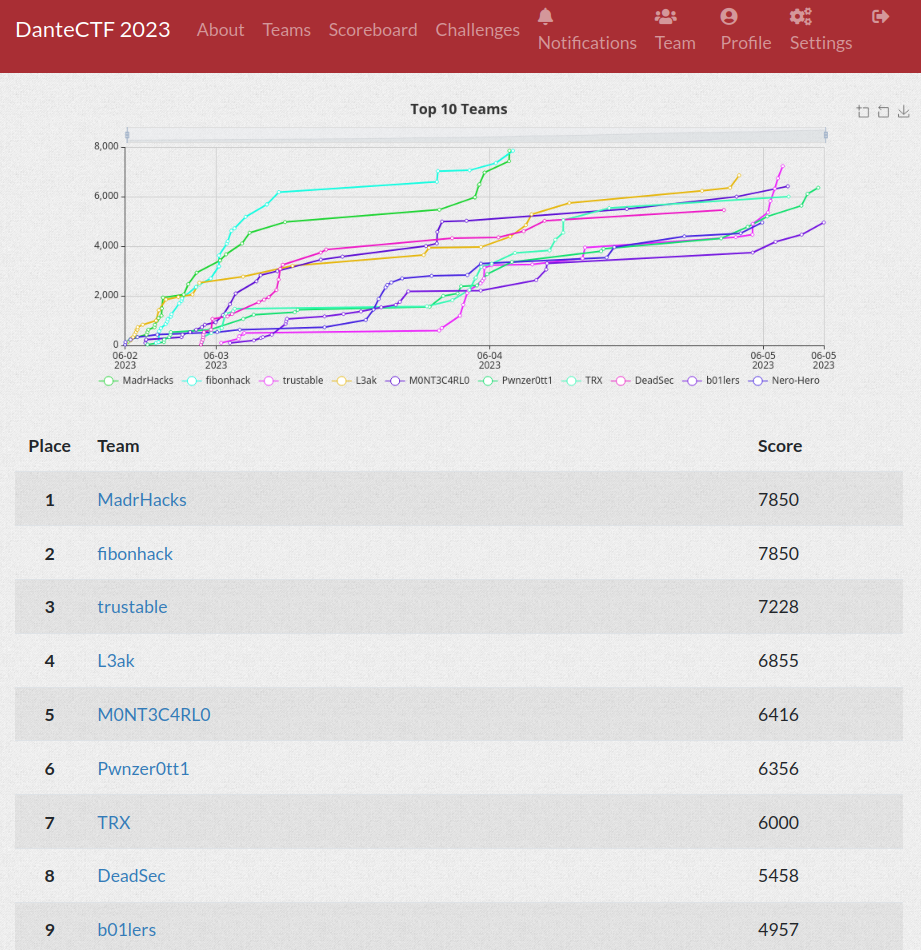 DanteCTF 2023 About Teams Scoreboard Challenges Notifications Team Profile Settings
Top 10 Teams
8,000
6,000
4,000
2,000
0
06-02 06-03 06-04 06-05 06-05
2023 2023 2023 2023 2023
MadrHacks fibonhack trustable L3ak M0NT3C4RL0 Pwnzer0tt1 TRX DeadSec b01lers Nero-Hero
Place Team Score
1 MadrHacks 7850
2 fibonhack 7850
3 trustable 7228
4 L3ak 6855
5 M0NT3C4RL0 6416
6 Pwnzer0tt1 6356
7 TRX 6000
8 DeadSec 5458
9 b01lers 4957